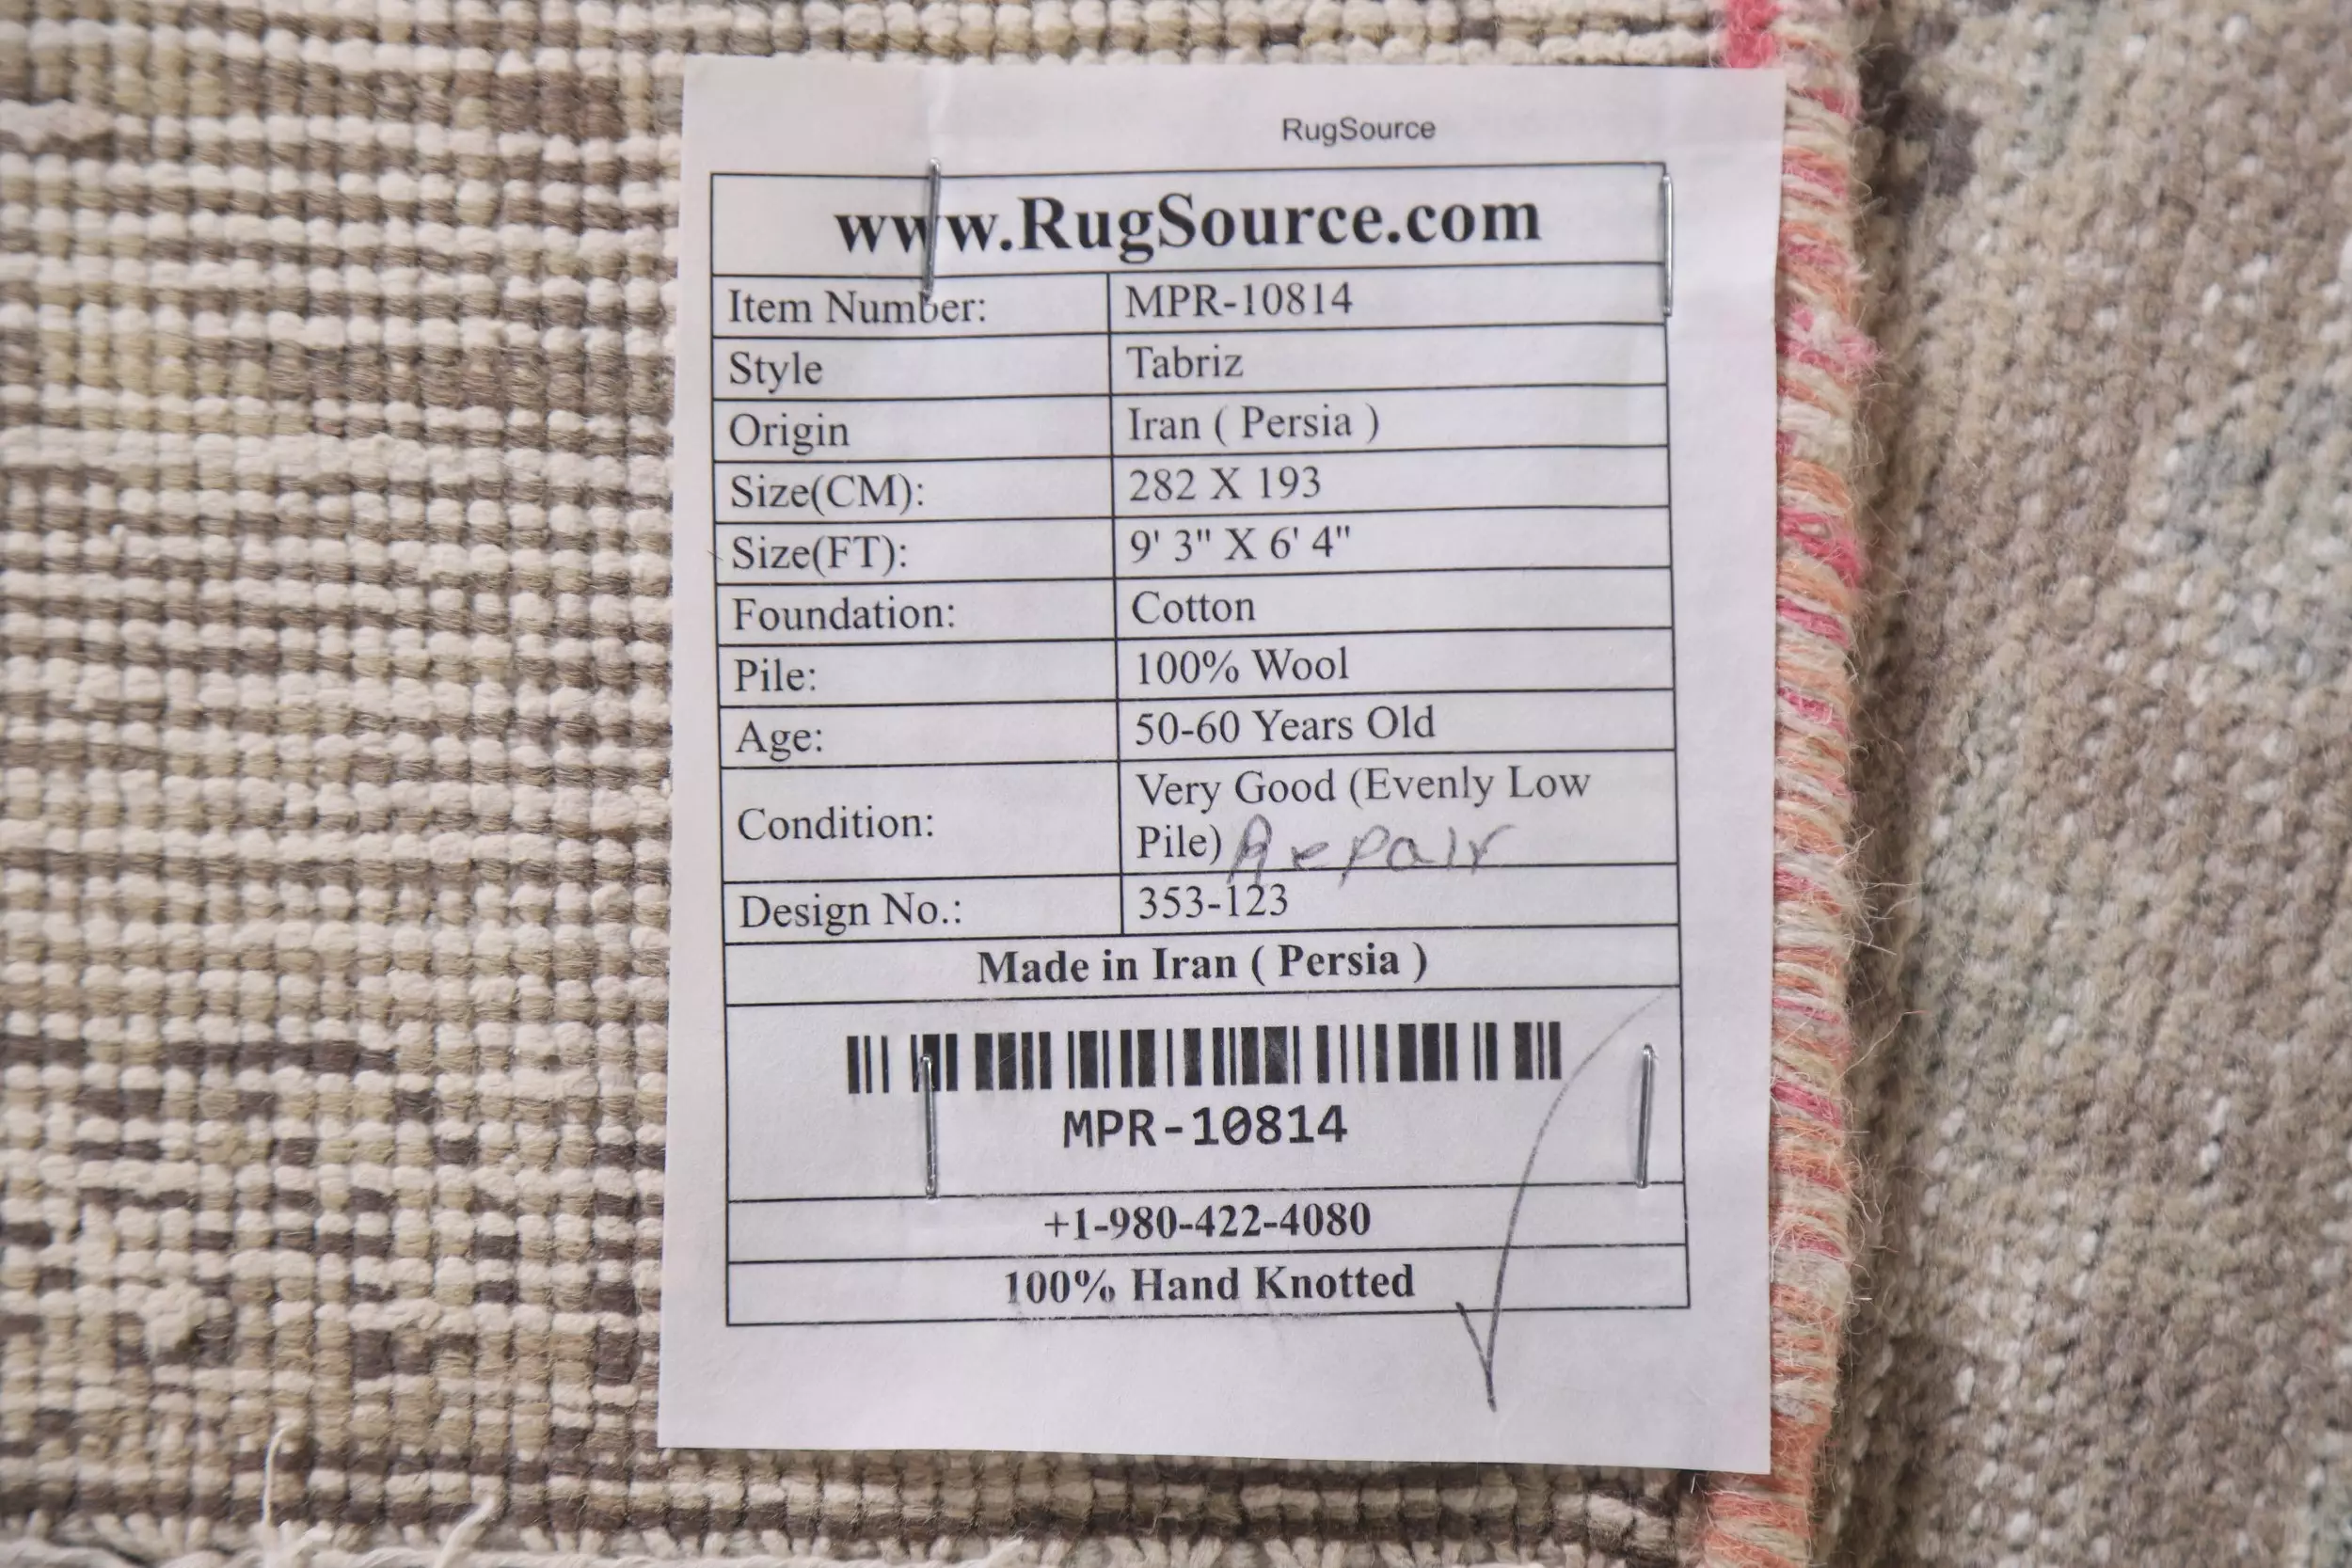 RugSource
www.RugSource.com
Item Number: MPR-10814
Style Tabriz
Origin Iran ( Persia )
Size(CM): 282 X 193
Size(FT): 9' 3" X 6' 4"
Foundation: Cotton
Pile: 100% Wool
Age: 50-60 Years Old
Condition: Very Good (Evenly Low
Pile) Repair
Design No.: 353-123
Made in Iran ( Persia )
MPR-10814
+1-980-422-4080
100% Hand Knotted